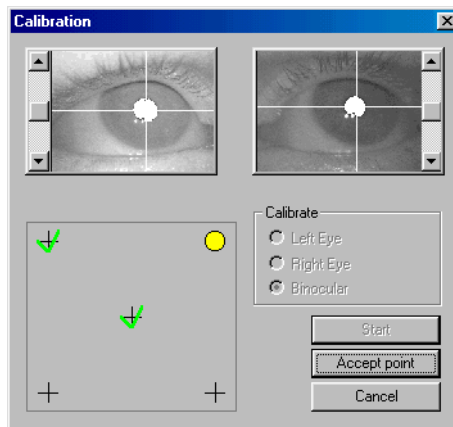 Calibration
Calibrate
Left Eye
Right Eye
Binocular
Start
Accept point
Cancel